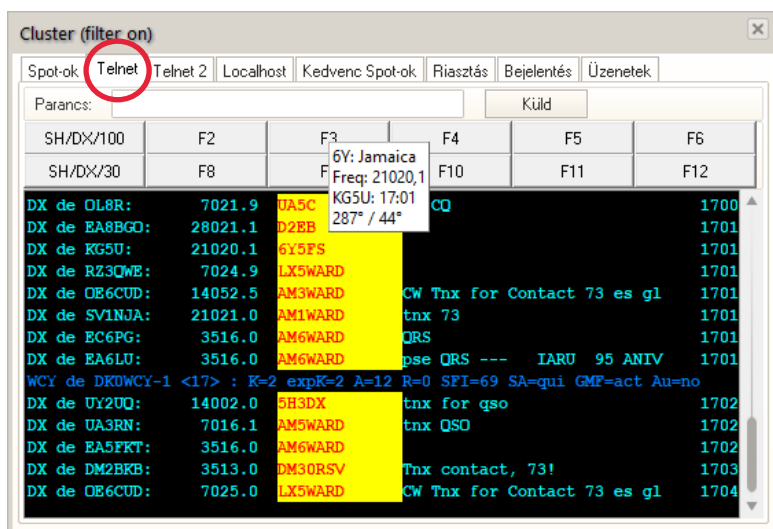 Cluster (filter on)
Spot-ok Telnet Telnet 2 Localhost Kedvenc Spot-ok Riasztás Bejelentés Üzenetek
Parancs: Küld
SH/DX/100 F2 F3 F4 F5 F6
SH/DX/30 F8 F F10 F11 F12
6Y: Jamaica
Freq: 21020,1
KG5U: 17:01
287° / 44°
DX de OL8R: 7021.9 UA5C CQ 1700
DX de EA8BGO: 28021.1 D2EB 1701
DX de KG5U: 21020.1 6Y5FS 1701
DX de RZ3QWE: 7024.9 LX5WARD 1701
DX de OE6CUD: 14052.5 AM3WARD CW Tnx for Contact 73 es gl 1701
DX de SV1NJA: 21021.0 AM1WARD tnx 73 1701
DX de EC6PG: 3516.0 AM6WARD QRS 1701
DX de EA6LU: 3516.0 AM6WARD pse QRS --- IARU 95 ANIV 1701
WCY de DK0WCY-1 <17> : K=2 expK=2 A=12 R=0 SFI=69 SA=qui GMF=act Au=no
DX de UY2UQ: 14002.0 5H3DX tnx for qso 1702
DX de UA3RN: 7016.1 AM5WARD tnx QSO 1702
DX de EA5FKT: 3516.0 AM6WARD 1702
DX de DM2BKB: 3513.0 DM30RSV Tnx contact, 73! 1703
DX de OE6CUD: 7025.0 LX5WARD CW Tnx for Contact 73 es gl 1704